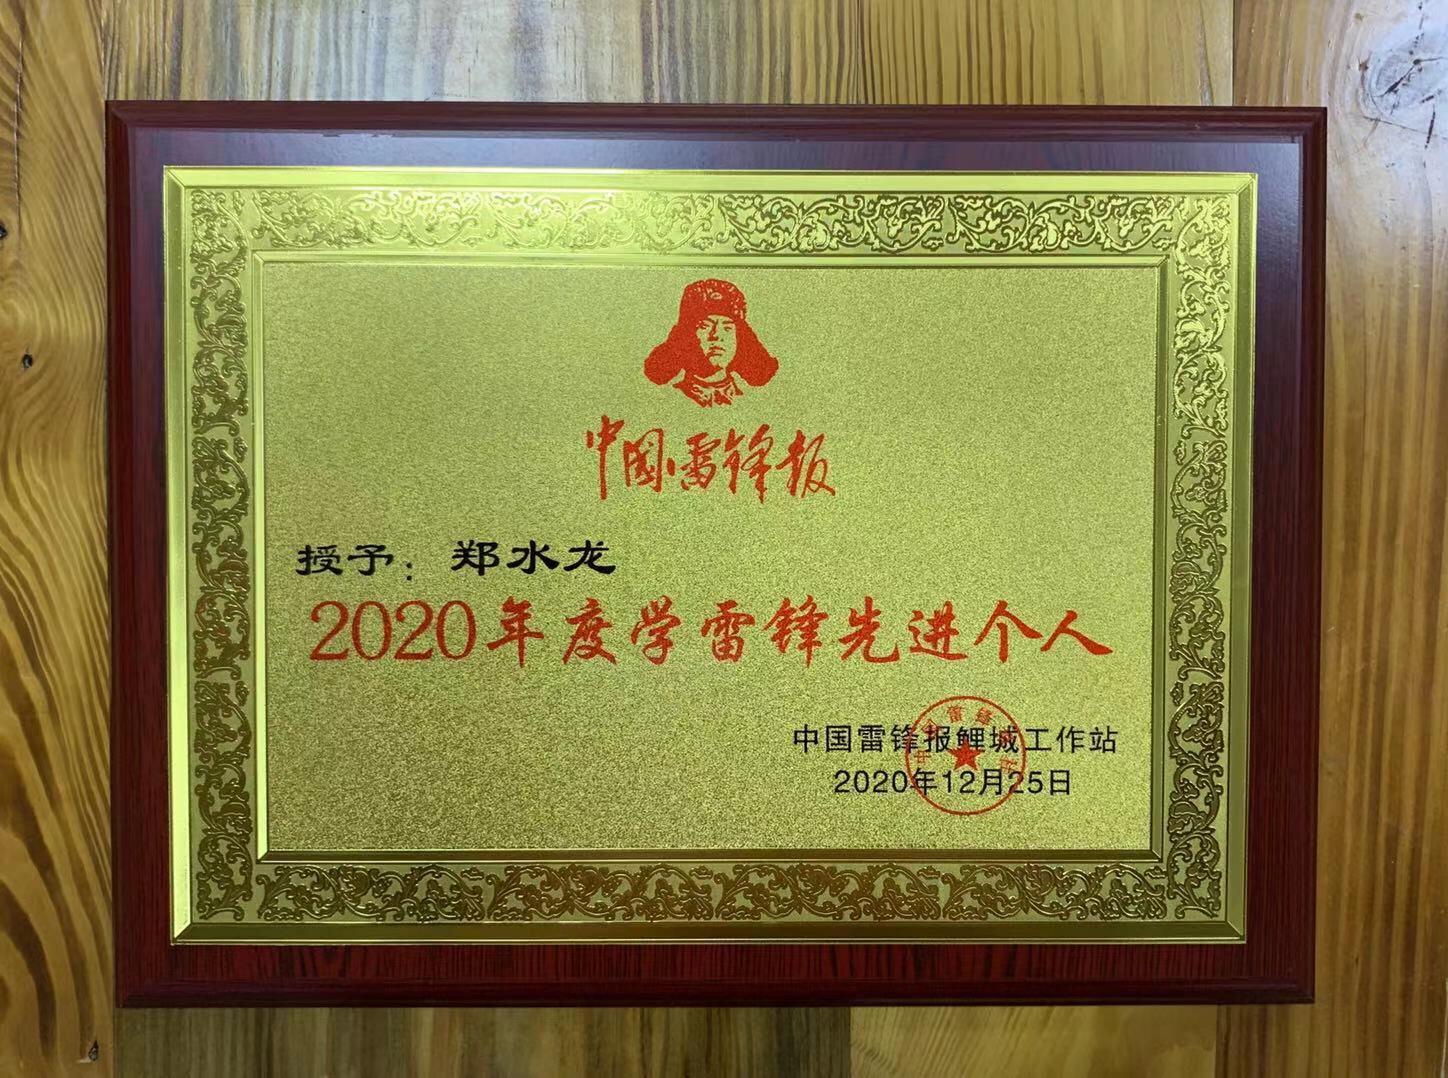 中国雷锋报
授予：郑水龙
2020年度学雷锋先进个人
中国雷锋报鲤城工作站
2020年12月25日